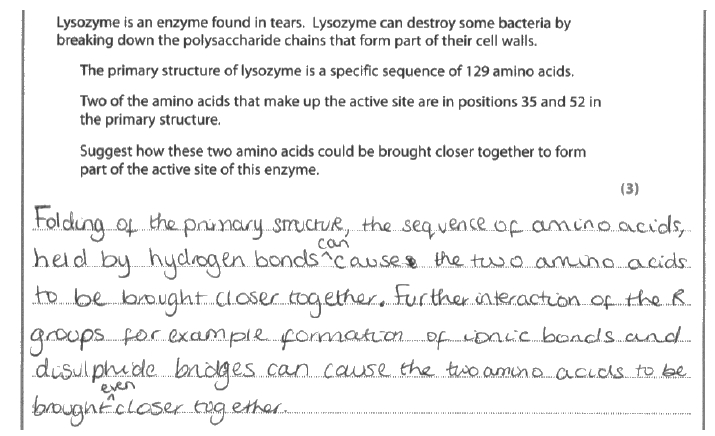 Lysozyme is an enzyme found in tears. Lysozyme can destroy some bacteria by
breaking down the polysaccharide chains that form part of their cell walls.
The primary structure of lysozyme is a specific sequence of 129 amino acids.
Two of the amino acids that make up the active site are in positions 35 and 52 in
the primary structure.
Suggest how these two amino acids could be brought closer together to form
part of the active site of this enzyme.
(3)
Folding of the primary structure, the sequence of amino acids,
held by hydrogen bonds can cause the two amino acids
to be brought closer together. Further interaction of the R
groups for example formation of ionic bonds and
disulphide bridges can cause the two amino acids to be
brought even closer together.